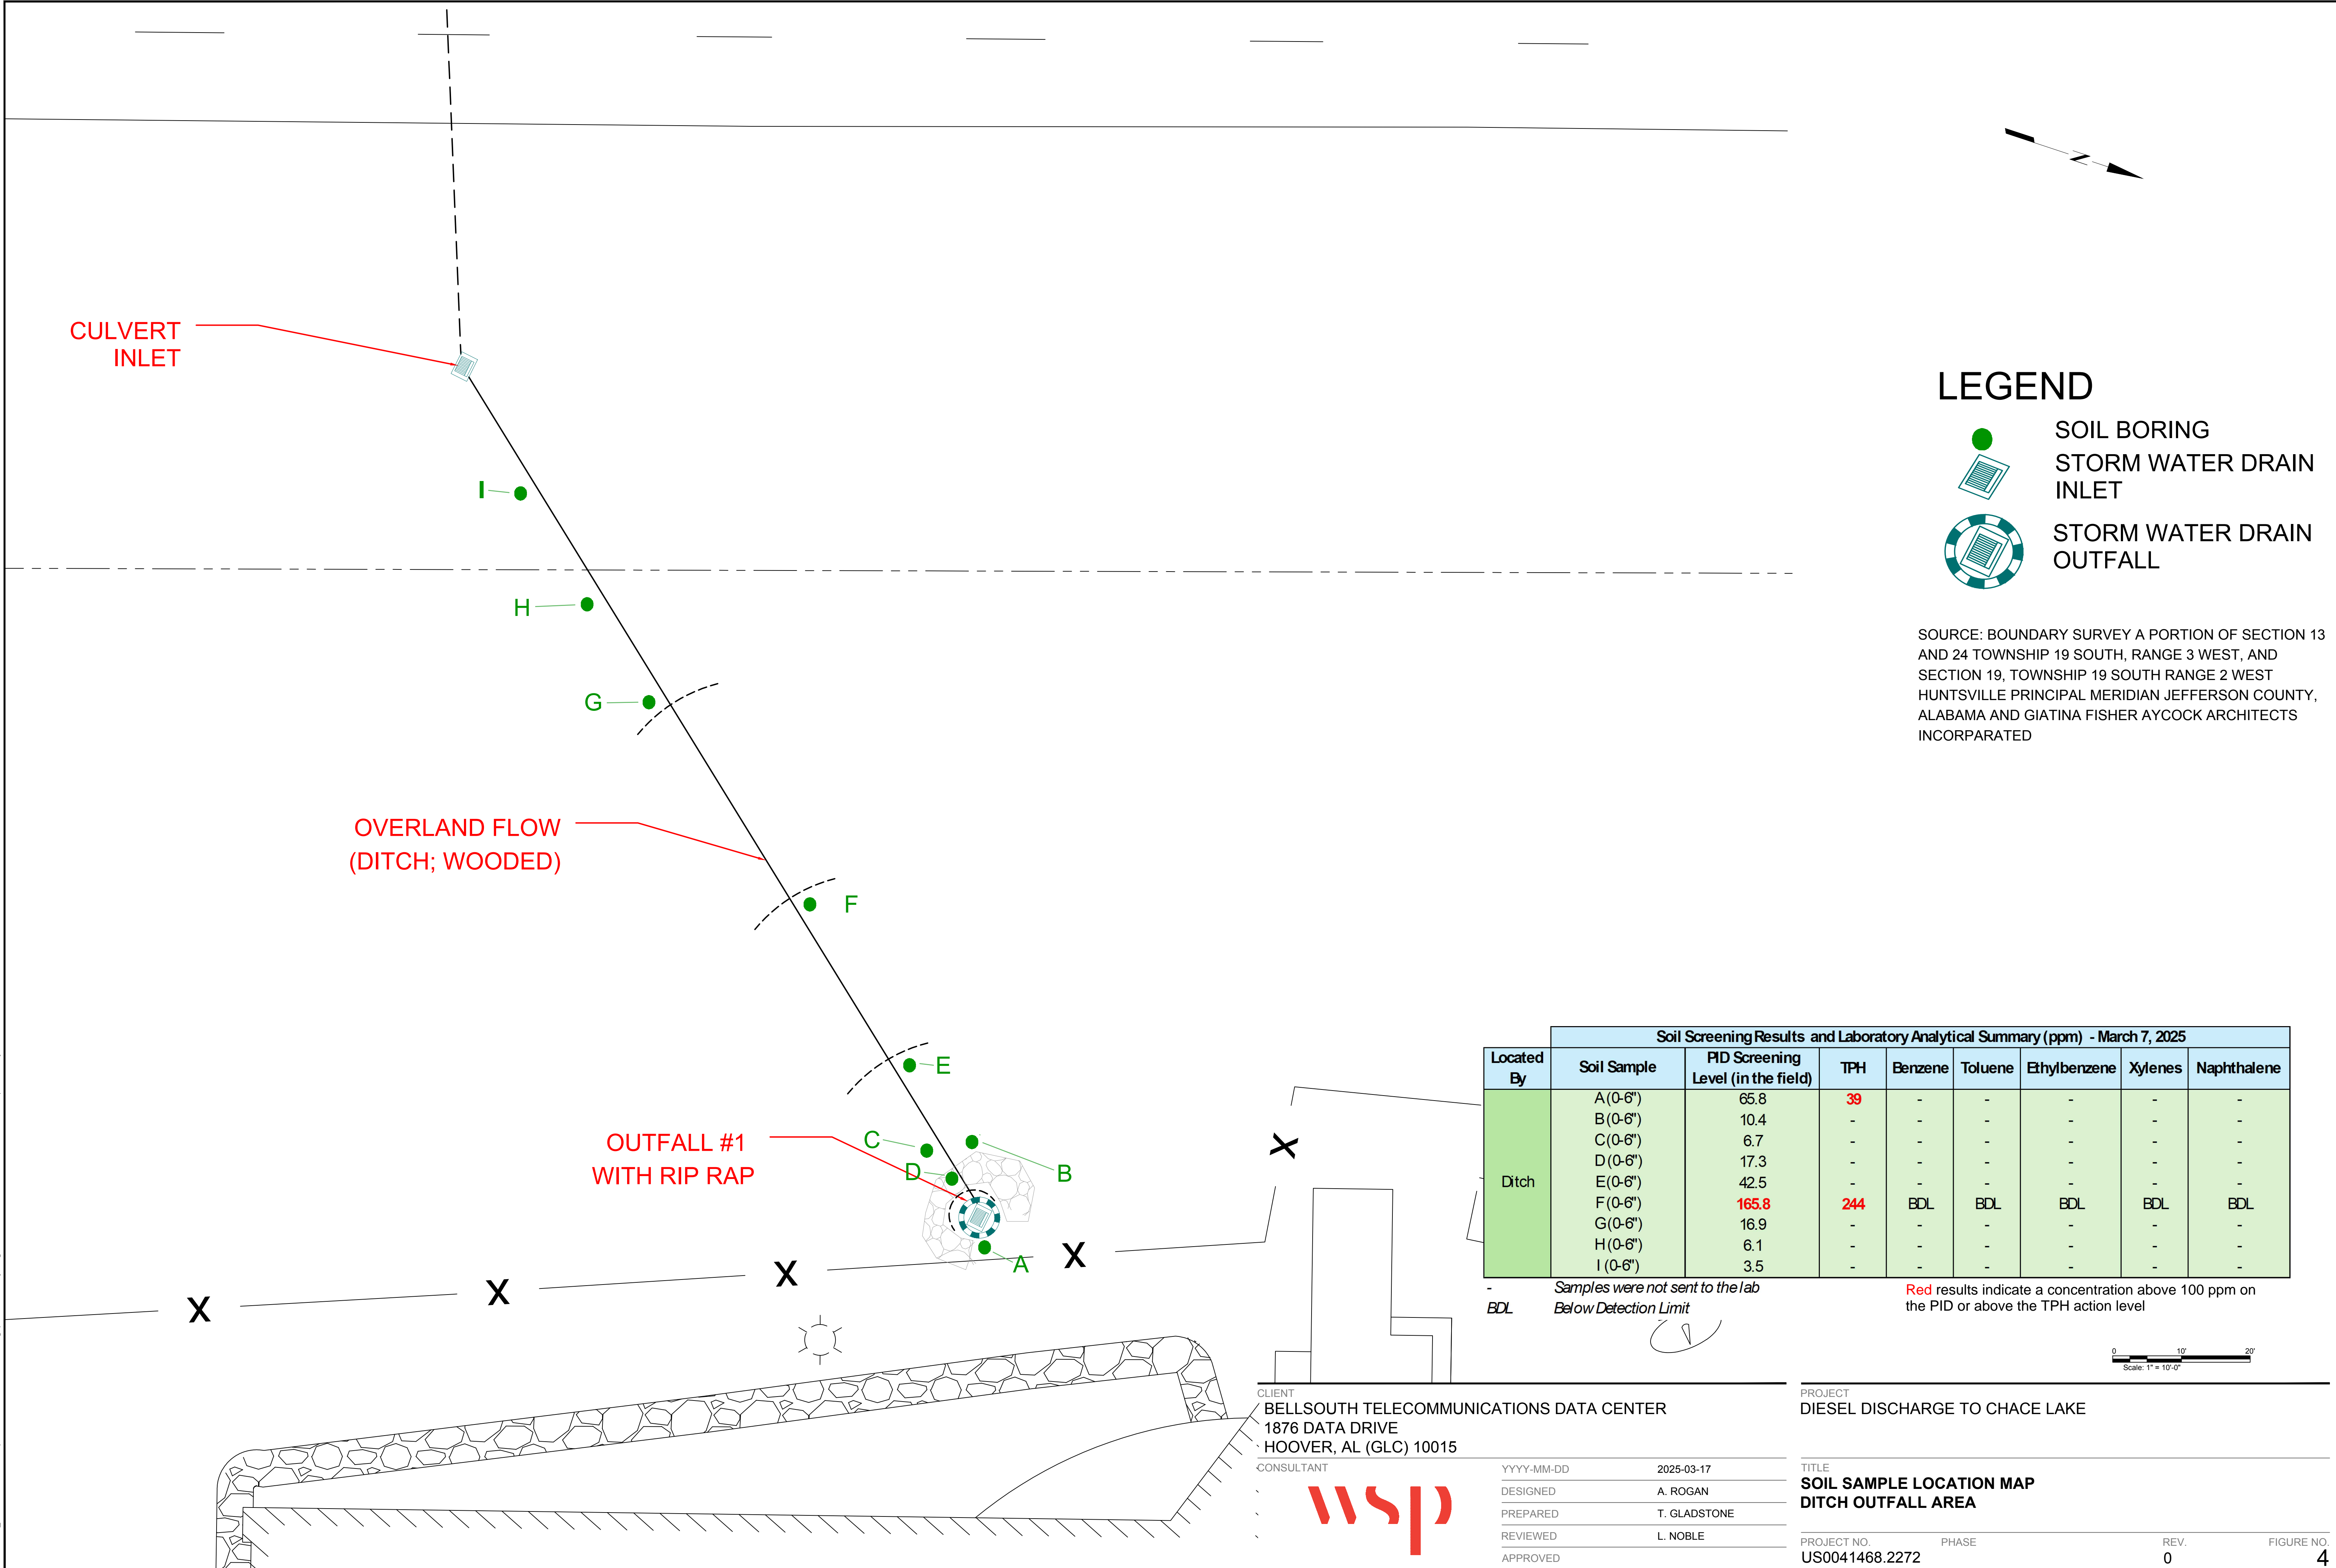 N
CULVERT
INLET
I
H
G
OVERLAND FLOW
(DITCH; WOODED)
F
E
OUTFALL #1
WITH RIP RAP
C
D
B
A
X X X X X
LEGEND
SOIL BORING
STORM WATER DRAIN
INLET
STORM WATER DRAIN
OUTFALL
SOURCE: BOUNDARY SURVEY A PORTION OF SECTION 13
AND 24 TOWNSHIP 19 SOUTH, RANGE 3 WEST, AND
SECTION 19, TOWNSHIP 19 SOUTH RANGE 2 WEST
HUNTSVILLE PRINCIPAL MERIDIAN JEFFERSON COUNTY,
ALABAMA AND GIATINA FISHER AYCOCK ARCHITECTS
INCORPARATED
Soil Screening Results and Laboratory Analytical Summary (ppm) - March 7, 2025
Located By Soil Sample PID Screening Level (in the field) TPH Benzene Toluene Ethylbenzene Xylenes Naphthalene
Ditch
A (0-6") 65.8 39 - - - - -
B (0-6") 10.4 - - - - - -
C (0-6") 6.7 - - - - - -
D (0-6") 17.3 - - - - - -
E (0-6") 42.5 - - - - - -
F (0-6") 165.8 244 BDL BDL BDL BDL BDL
G (0-6") 16.9 - - - - - -
H (0-6") 6.1 - - - - - -
I (0-6") 3.5 - - - - - -
- Samples were not sent to the lab
BDL Below Detection Limit
Red results indicate a concentration above 100 ppm on
the PID or above the TPH action level
0 10' 20'
Scale: 1" = 10'-0"
CLIENT
BELLSOUTH TELECOMMUNICATIONS DATA CENTER
1876 DATA DRIVE
HOOVER, AL (GLC) 10015
PROJECT
DIESEL DISCHARGE TO CHACE LAKE
CONSULTANT
wsp
YYYY-MM-DD 2025-03-17
DESIGNED A. ROGAN
PREPARED T. GLADSTONE
REVIEWED L. NOBLE
APPROVED
TITLE
SOIL SAMPLE LOCATION MAP
DITCH OUTFALL AREA
PROJECT NO. PHASE REV. FIGURE NO.
US0041468.2272 0 4